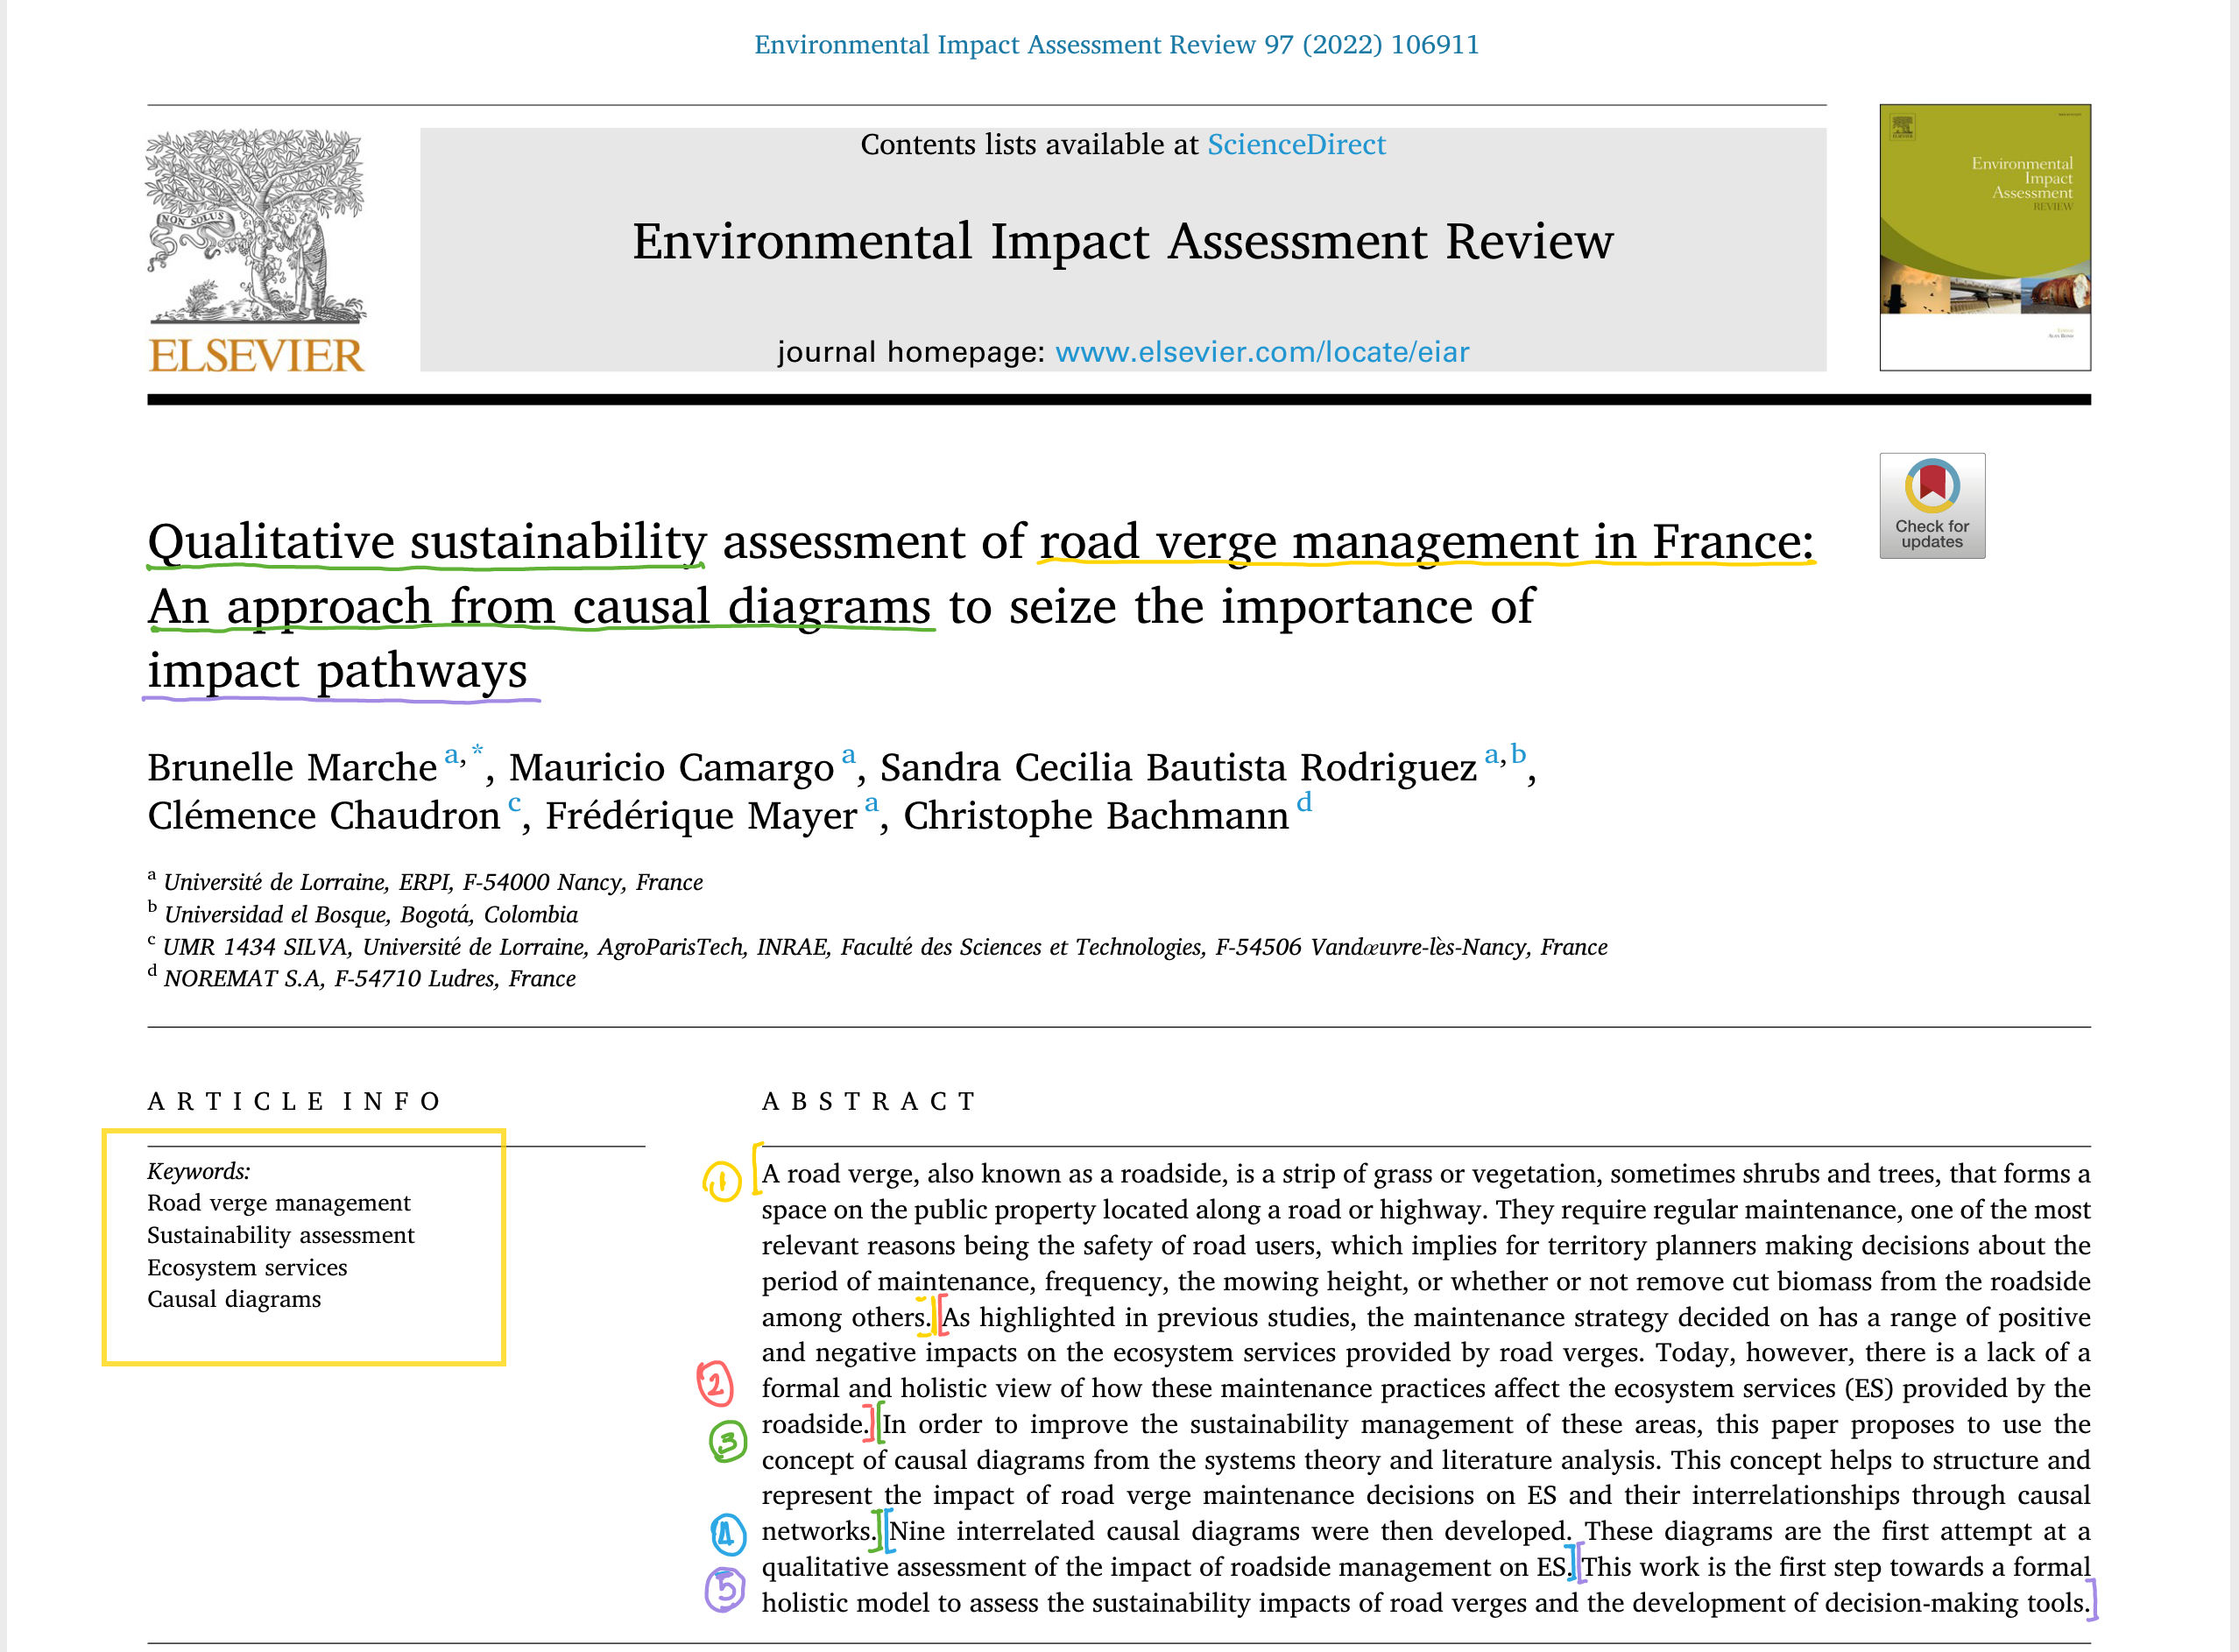 Environmental Impact Assessment Review 97 (2022) 106911
Contents lists available at ScienceDirect
Environmental Impact Assessment Review
journal homepage: www.elsevier.com/locate/eiar
NON SOLUS
ELSEVIER
Environmental
Impact
Assessment
REVIEW
Check for
updates
Qualitative sustainability assessment of road verge management in France:
An approach from causal diagrams to seize the importance of
impact pathways
Brunelle Marche a,*, Mauricio Camargo a, Sandra Cecilia Bautista Rodriguez a,b,
Clémence Chaudron c, Frédérique Mayer a, Christophe Bachmann d
a Université de Lorraine, ERPI, F-54000 Nancy, France
b Universidad el Bosque, Bogotá, Colombia
c UMR 1434 SILVA, Université de Lorraine, AgroParisTech, INRAE, Faculté des Sciences et Technologies, F-54506 Vandœuvre-lès-Nancy, France
d NOREMAT S.A, F-54710 Ludres, France
ARTICLE INFO
Keywords:
Road verge management
Sustainability assessment
Ecosystem services
Causal diagrams
ABSTRACT
1 [A road verge, also known as a roadside, is a strip of grass or vegetation, sometimes shrubs and trees, that forms a
space on the public property located along a road or highway. They require regular maintenance, one of the most
relevant reasons being the safety of road users, which implies for territory planners making decisions about the
period of maintenance, frequency, the mowing height, or whether or not remove cut biomass from the roadside
among others.] [As highlighted in previous studies, the maintenance strategy decided on has a range of positive
and negative impacts on the ecosystem services provided by road verges. Today, however, there is a lack of a
2 formal and holistic view of how these maintenance practices affect the ecosystem services (ES) provided by the
3 roadside.] [In order to improve the sustainability management of these areas, this paper proposes to use the
concept of causal diagrams from the systems theory and literature analysis. This concept helps to structure and
represent the impact of road verge maintenance decisions on ES and their interrelationships through causal
4 networks.] [Nine interrelated causal diagrams were then developed. These diagrams are the first attempt at a
qualitative assessment of the impact of roadside management on ES.] [This work is the first step towards a formal
5 holistic model to assess the sustainability impacts of road verges and the development of decision-making tools.]